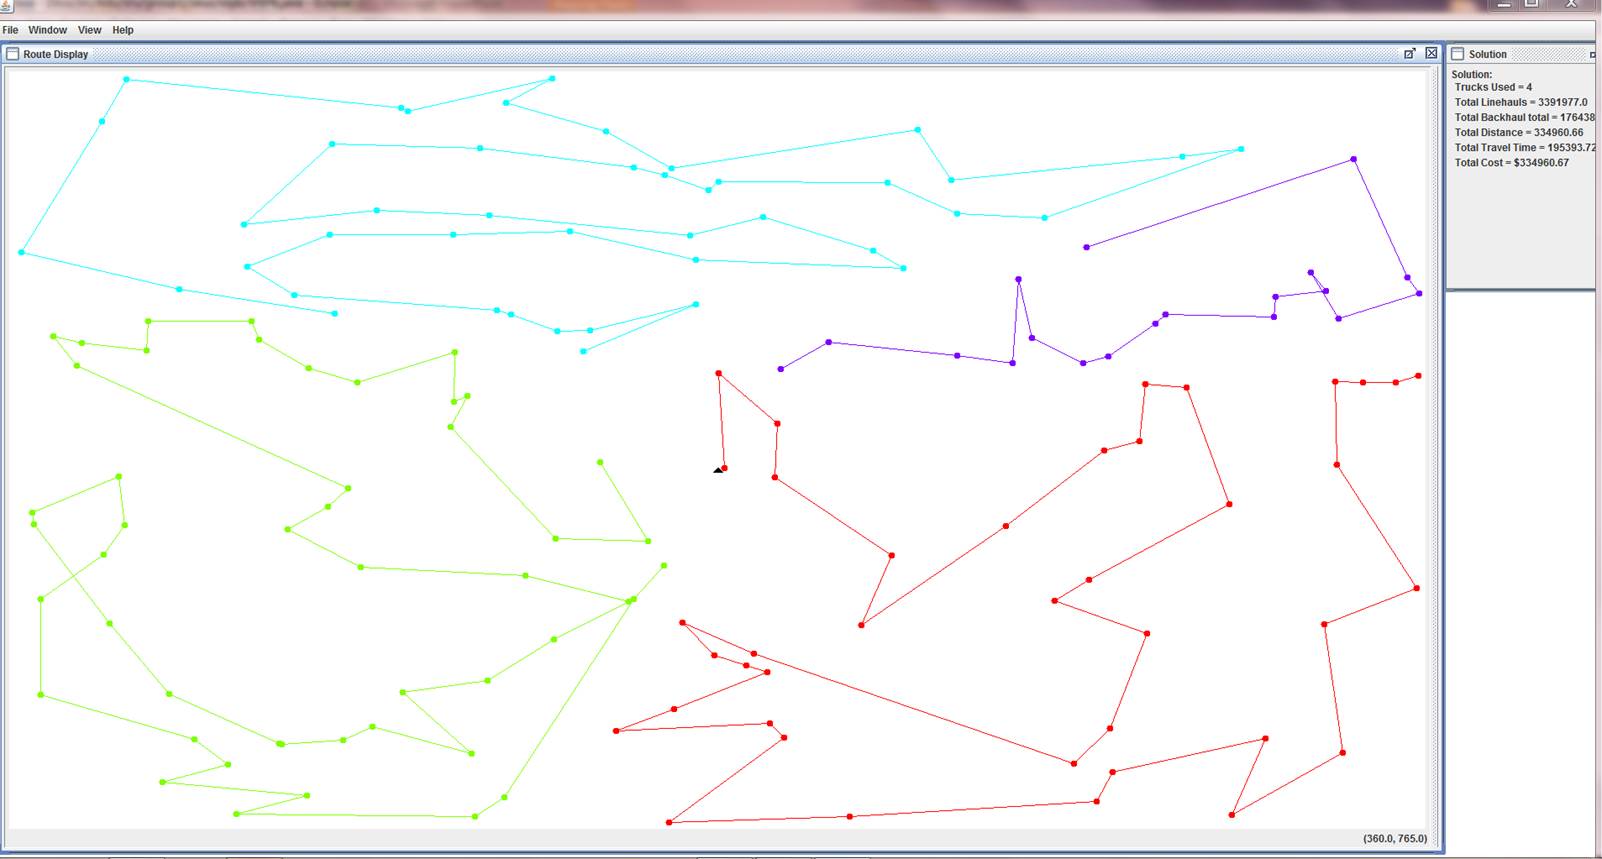 File Window View Help
Route Display
Solution
Solution:
Trucks Used = 4
Total Linehauls = 3391977.0
Total Backhaul total = 176438
Total Distance = 334960.66
Total Travel Time = 195393.72
Total Cost = $334960.67
(360.0, 765.0)